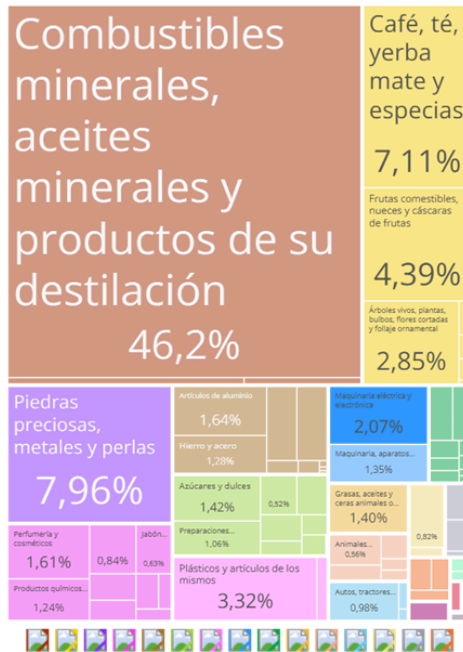 Combustibles
minerales,
aceites
minerales y
productos de su
destilación
46,2%
Café, té,
yerba
mate y
especias
7,11%
Frutas comestibles,
nueces y cáscaras
de frutas
4,39%
Árboles vivos, plantas,
bulbos, flores cortadas
y follaje ornamental
2,85%
Piedras
preciosas,
metales y perlas
7,96%
Artículos de aluminio
1,64%
Hierro y acero
1,28%
Maquinaria eléctrica y
electrónica
2,07%
Maquinaria, aparatos...
1,35%
Azúcares y dulces
1,42%
0,52%
Preparaciones...
1,06%
Grasas, aceites y
ceras animales o...
1,40%
0,82%
Perfumería y
cosméticos
1,61%
0,84%
Jabón...
0,63%
Productos químicos...
1,24%
Plásticos y artículos de los
mismos
3,32%
Animales...
0,56%
Autos, tractores...
0,98%